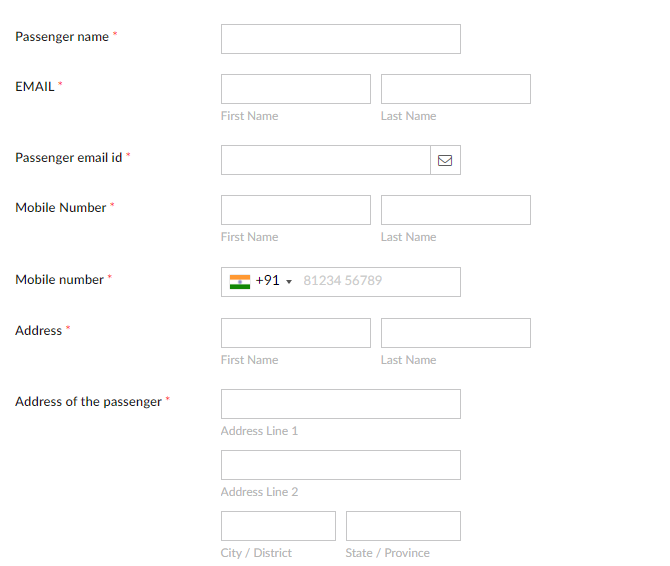 Passenger name *
EMAIL *
First Name Last Name
Passenger email id *
Mobile Number *
First Name Last Name
Mobile number * +91 81234 56789
Address *
First Name Last Name
Address of the passenger *
Address Line 1
Address Line 2
City / District State / Province